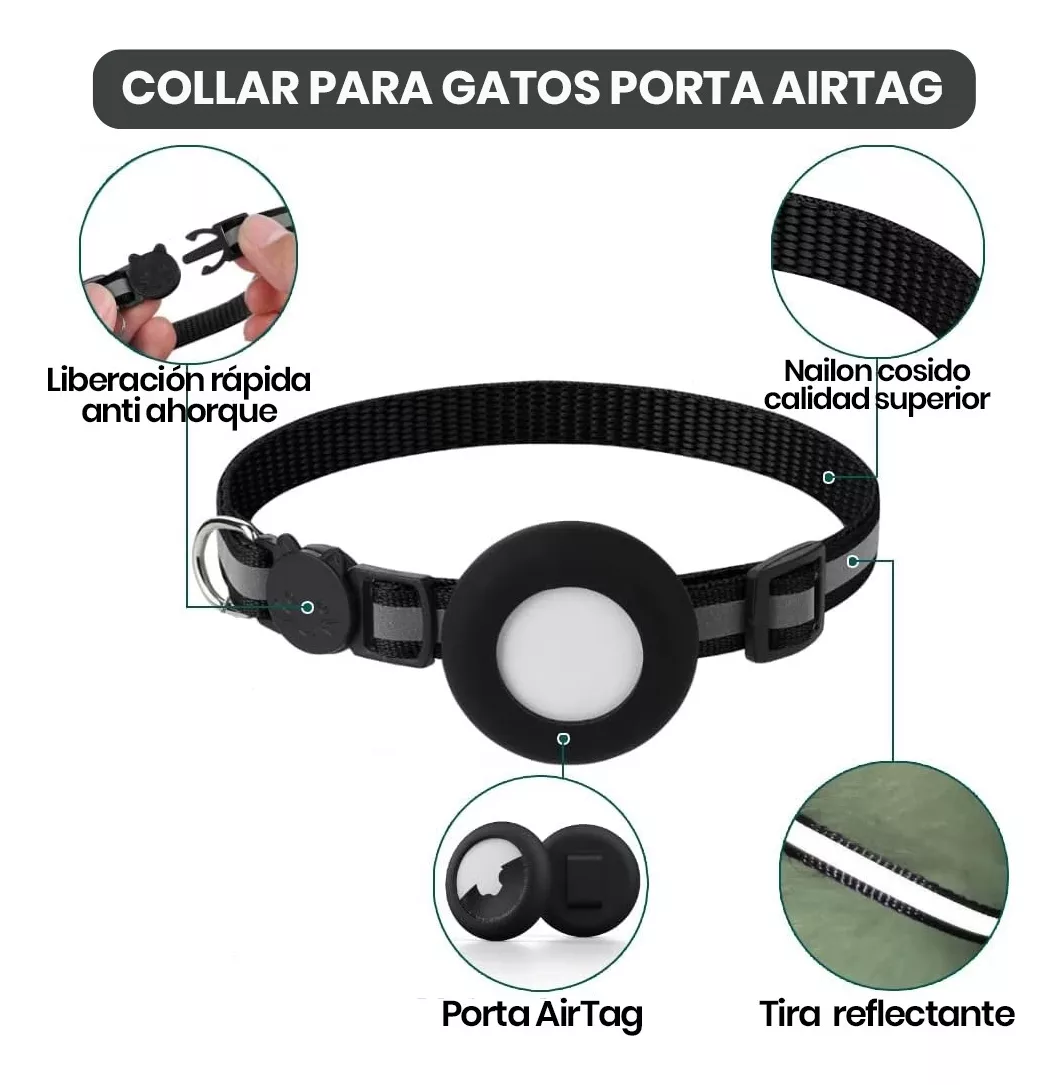 COLLAR PARA GATOS PORTA AIRTAG
Liberación rápida
anti ahorque
Nailon cosido
calidad superior
Porta AirTag
Tira reflectante